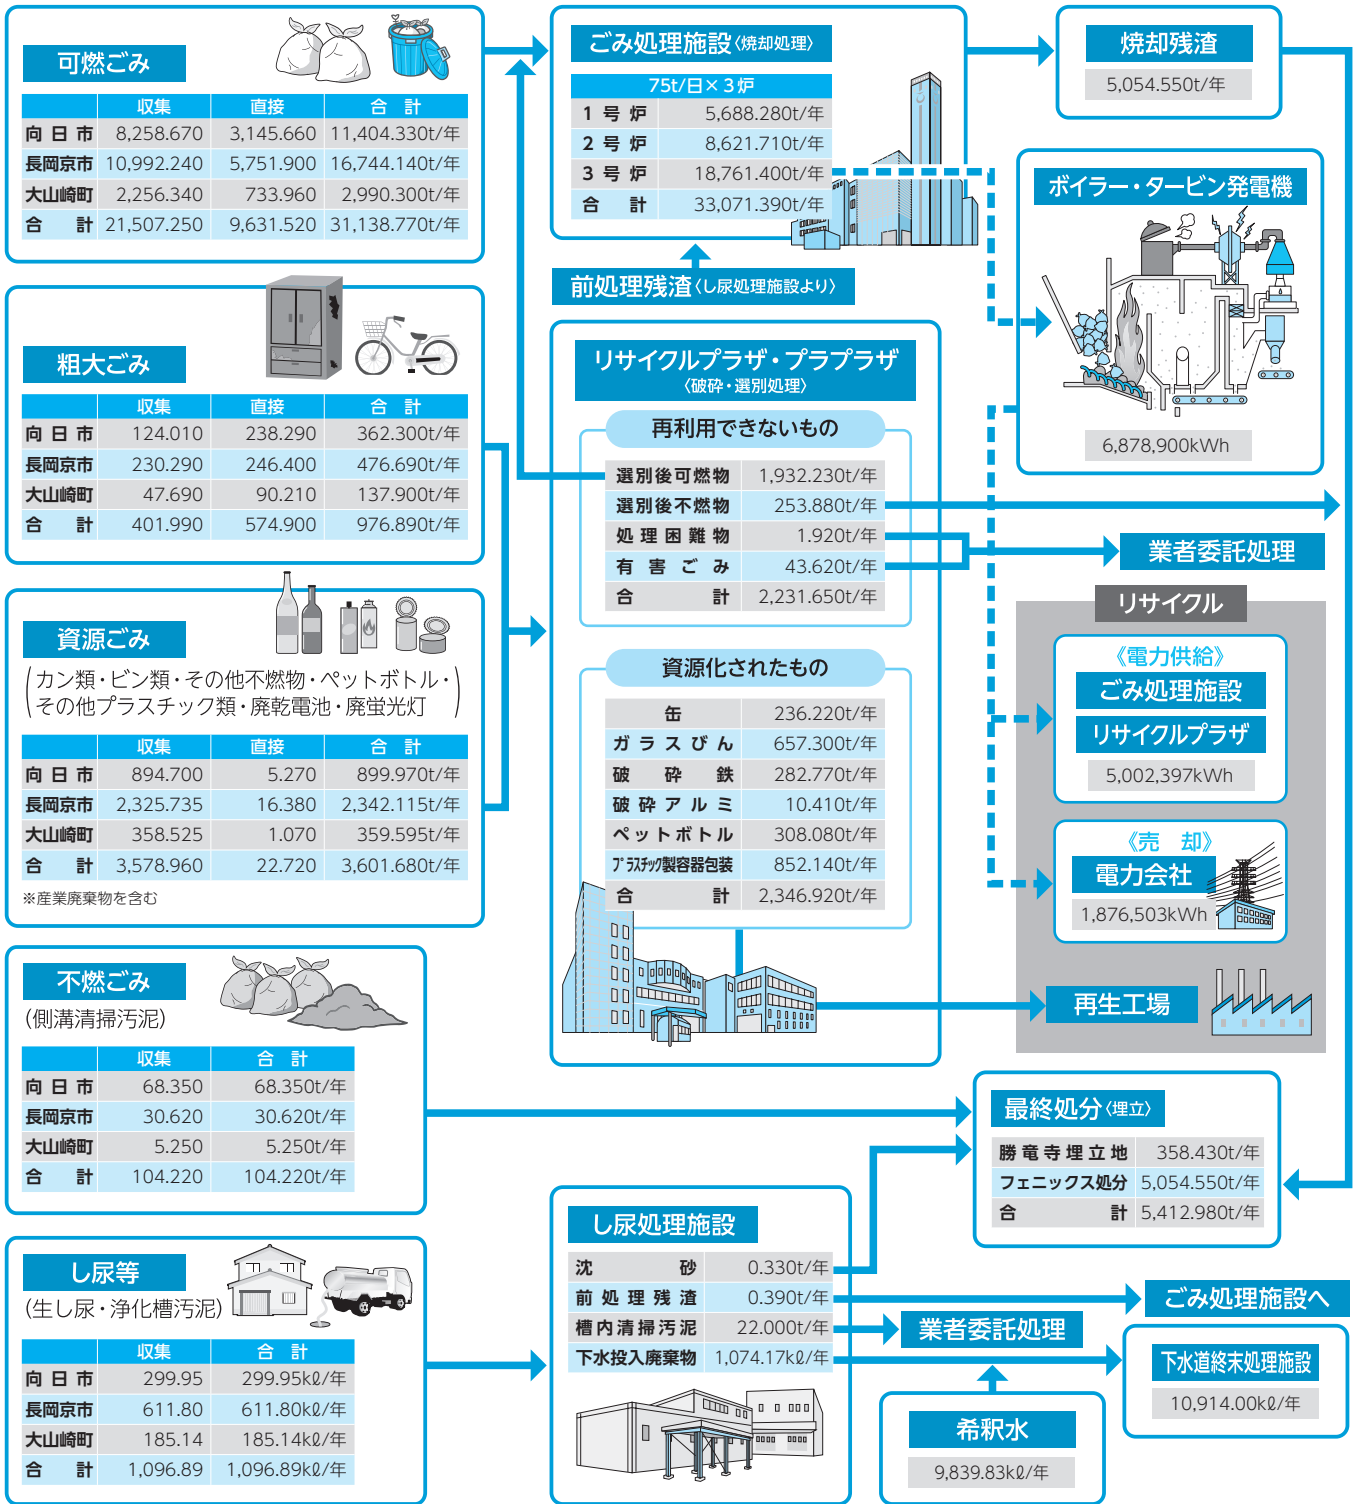 可燃ごみ
収集 直接 合計
向日市 8,258.670 3,145.660 11,404.330t/年
長岡京市 10,992.240 5,751.900 16,744.140t/年
大山崎町 2,256.340 733.960 2,990.300t/年
合計 21,507.250 9,631.520 31,138.770t/年
粗大ごみ
収集 直接 合計
向日市 124.010 238.290 362.300t/年
長岡京市 230.290 246.400 476.690t/年
大山崎町 47.690 90.210 137.900t/年
合計 401.990 574.900 976.890t/年
資源ごみ
(カン類・ビン類・その他不燃物・ペットボトル・
その他プラスチック類・廃乾電池・廃蛍光灯)
収集 直接 合計
向日市 894.700 5.270 899.970t/年
長岡京市 2,325.735 16.380 2,342.115t/年
大山崎町 358.525 1.070 359.595t/年
合計 3,578.960 22.720 3,601.680t/年
※産業廃棄物を含む
不燃ごみ
(側溝清掃汚泥)
収集 合計
向日市 68.350 68.350t/年
長岡京市 30.620 30.620t/年
大山崎町 5.250 5.250t/年
合計 104.220 104.220t/年
し尿等
(生し尿・浄化槽汚泥)
収集 合計
向日市 299.95 299.95kℓ/年
長岡京市 611.80 611.80kℓ/年
大山崎町 185.14 185.14kℓ/年
合計 1,096.89 1,096.89kℓ/年
ごみ処理施設〈焼却処理〉
75t/日×3炉
1号炉 5,688.280t/年
2号炉 8,621.710t/年
3号炉 18,761.400t/年
合計 33,071.390t/年
前処理残渣〈し尿処理施設より〉
リサイクルプラザ・プラプラザ
〈破砕・選別処理〉
再利用できないもの
選別後可燃物 1,932.230t/年
選別後不燃物 253.880t/年
処理困難物 1.920t/年
有害ごみ 43.620t/年
合計 2,231.650t/年
資源化されたもの
缶 236.220t/年
ガラスびん 657.300t/年
破砕鉄 282.770t/年
破砕アルミ 10.410t/年
ペットボトル 308.080t/年
プラスチック製容器包装 852.140t/年
合計 2,346.920t/年
し尿処理施設
沈砂 0.330t/年
前処理残渣 0.390t/年
槽内清掃汚泥 22.000t/年
下水投入廃棄物 1,074.17kℓ/年
焼却残渣
5,054.550t/年
ボイラー・タービン発電機
6,878,900kWh
業者委託処理
リサイクル
《電力供給》
ごみ処理施設
リサイクルプラザ
5,002,397kWh
《売却》
電力会社
1,876,503kWh
再生工場
最終処分〈埋立〉
勝竜寺埋立地 358.430t/年
フェニックス処分 5,054.550t/年
合計 5,412.980t/年
ごみ処理施設へ
業者委託処理
下水道終末処理施設
10,914.00kℓ/年
希釈水
9,839.83kℓ/年